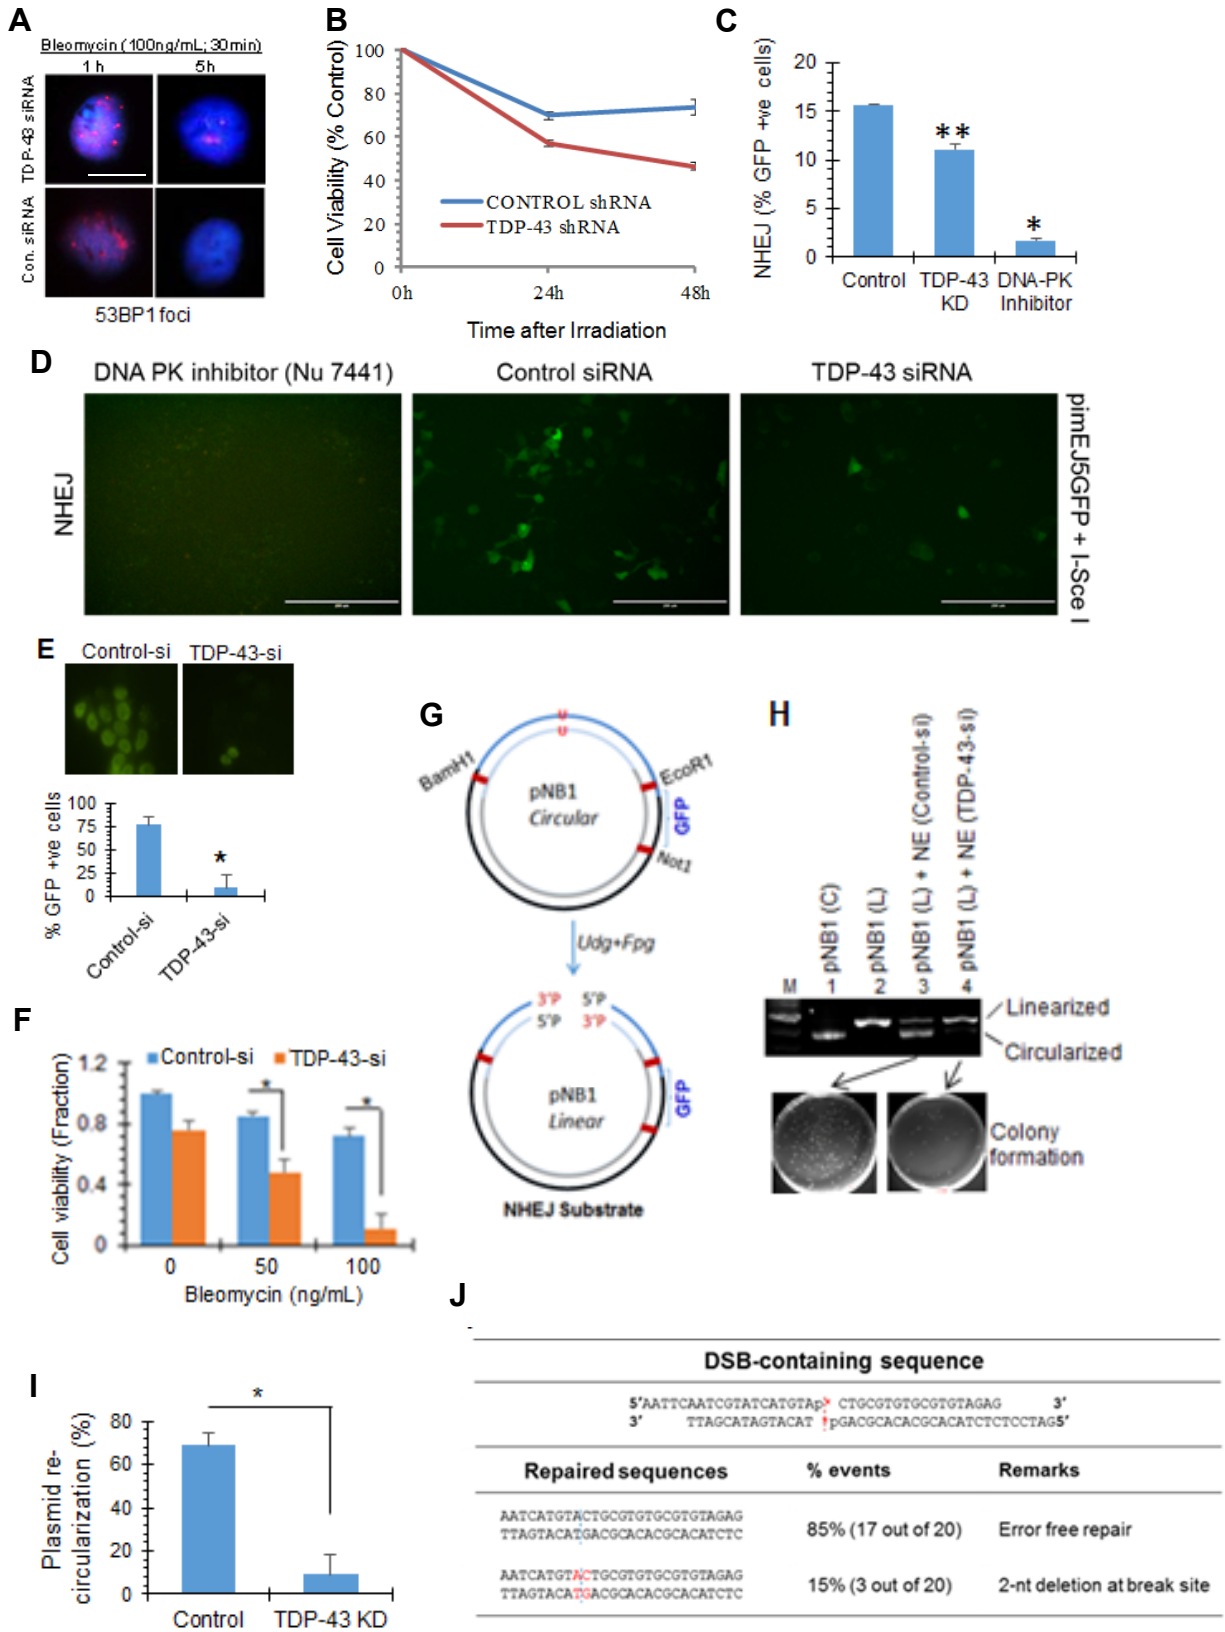 A
Bleomycin (100ng/mL; 30min)
1 h
5h
TDP-43 siRNA
Con. siRNA
53BP1 foci
B
Cell Viability (% Control)
100
80
60
40
20
0
CONTROL shRNA
TDP-43 shRNA
0h
24h
48h
Time after Irradiation
C
NHEJ (% GFP +ve cells)
20
15
10
5
0
**
*
Control
TDP-43 KD
DNA-PK Inhibitor
D
DNA PK inhibitor (Nu 7441)
Control siRNA
TDP-43 siRNA
NHEJ
pimEJ5GFP + I-Sce I
E
Control-si
TDP-43-si
% GFP +ve cells
100
75
50
25
0
*
Control-si
TDP-43-si
F
Cell viability (Fraction)
1.2
0.8
0.4
0
Control-si
TDP-43-si
*
*
0
50
100
Bleomycin (ng/mL)
G
U
U
BamH1
EcoR1
GFP
Not1
pNB1
Circular
Udg+Fpg
3'P
5'P
5'P
3'P
pNB1
Linear
GFP
NHEJ Substrate
H
pNB1 (C)
pNB1 (L)
pNB1 (L) + NE (Control-si)
pNB1 (L) + NE (TDP-43-si)
M
1
2
3
4
Linearized
Circularized
Colony
formation
I
Plasmid re-
circularization (%)
80
60
40
20
0
*
Control
TDP-43 KD
J
DSB-containing sequence
5'AATTCAATCGTATCATGTAp CTGCGTGTGCGTGTAGAG 3'
3' TTAGCATAGTACAT pGACGCACACGCACATCTCTCCTAG5'
Repaired sequences
% events
Remarks
AATCATGTACTGCGTGTGCGTGTAGAG
TTAGTACATGACGCACACGCACATCTC
85% (17 out of 20)
Error free repair
AATCATGTACTGCGTGTGCGTGTAGAG
TTAGTACATGACGCACACGCACATCTC
15% (3 out of 20)
2-nt deletion at break site